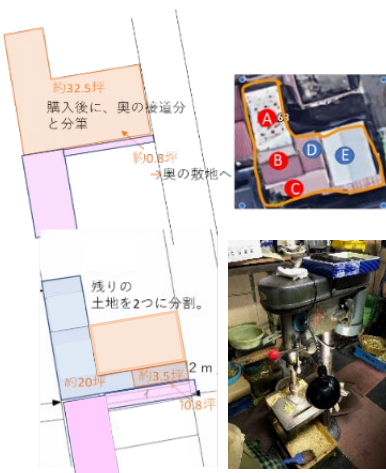 約32.5坪
購入後に、奥の接道分
と分筆
約0.8坪
→奥の敷地へ
A
63
B
D
E
C
残りの
土地を2つに分割。
2m
約20坪
約3.5坪
10.8坪